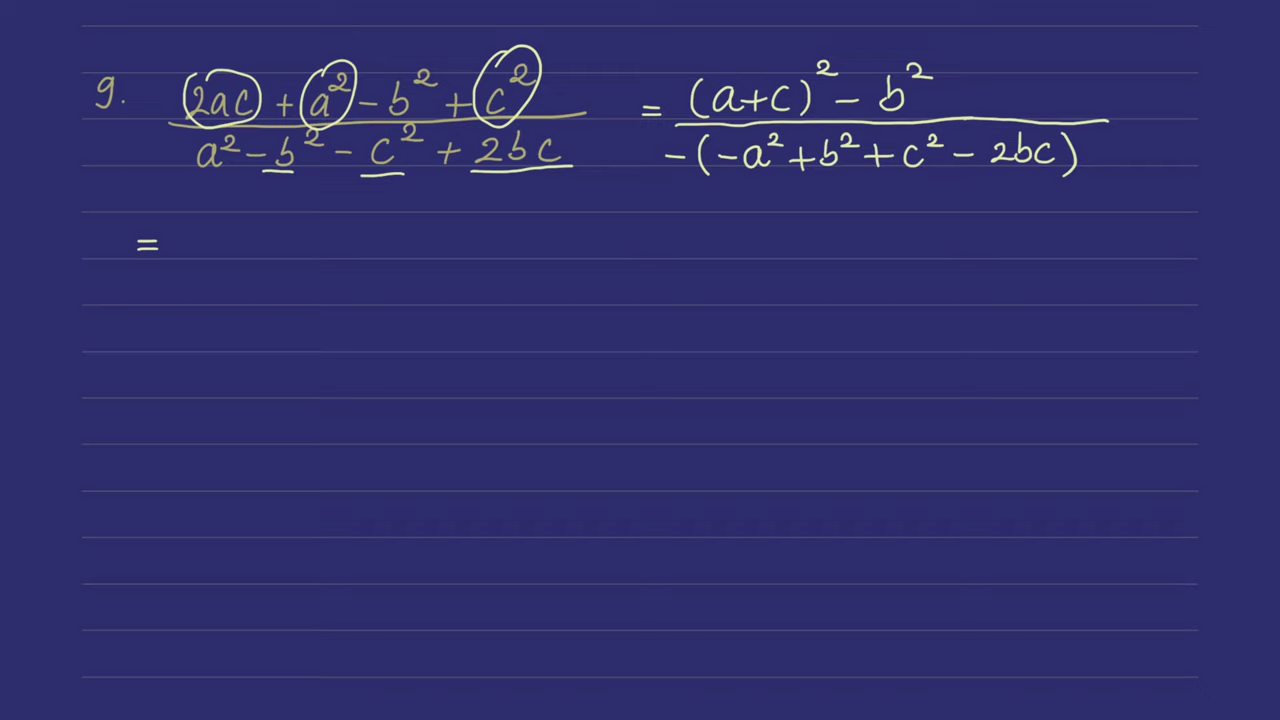 9. (2ac + a² - b² + c²) / (a² - b² - c² + 2bc) = ((a+c)² - b²) / (-(-a² + b² + c² - 2bc))
=